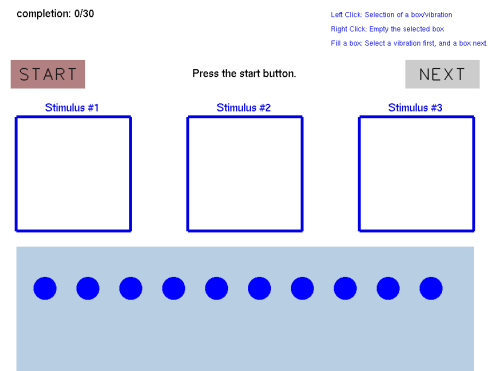 completion: 0/30
Left Click: Selection of a box/vibration
Right Click: Empty the selected box
Fill a box: Select a vibration first, and a box next
START
Press the start button.
NEXT
Stimulus #1
Stimulus #2
Stimulus #3